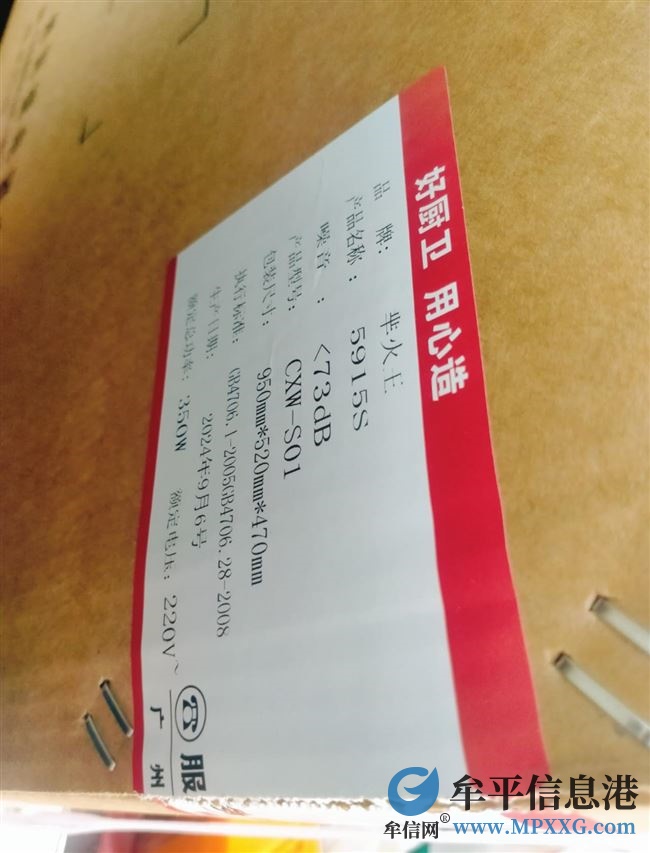 好厨卫 用心造
品 牌： 半火王
产品名称： 5915S
噪音： <73dB
产品型号： CXW-S01
包装尺寸： 950mm*520mm*470mm
执行标准： GB4706.1-2005GB4706.28-2008
生产日期： 2024年9月6号
额定总功率： 350W 额定电压： 220V~
服
广州
牟平信息港
牟信网® www.MPXXG.com